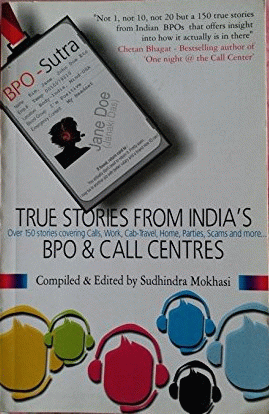 "Not 1, not 10, not 20 but a 150 true stories
from Indian BPOs that offers insight
into how it actually is in there"
Chetan Bhagat - Bestselling author of
'One night @ the Call Center'
BPO - Sutra
Jane Doe
TRUE STORIES FROM INDIA'S
Over 150 stories covering Calls, Work, Cab-Travel, Home, Parties, Scams and more...
BPO & CALL CENTRES
Compiled & Edited by Sudhindra Mokhasi